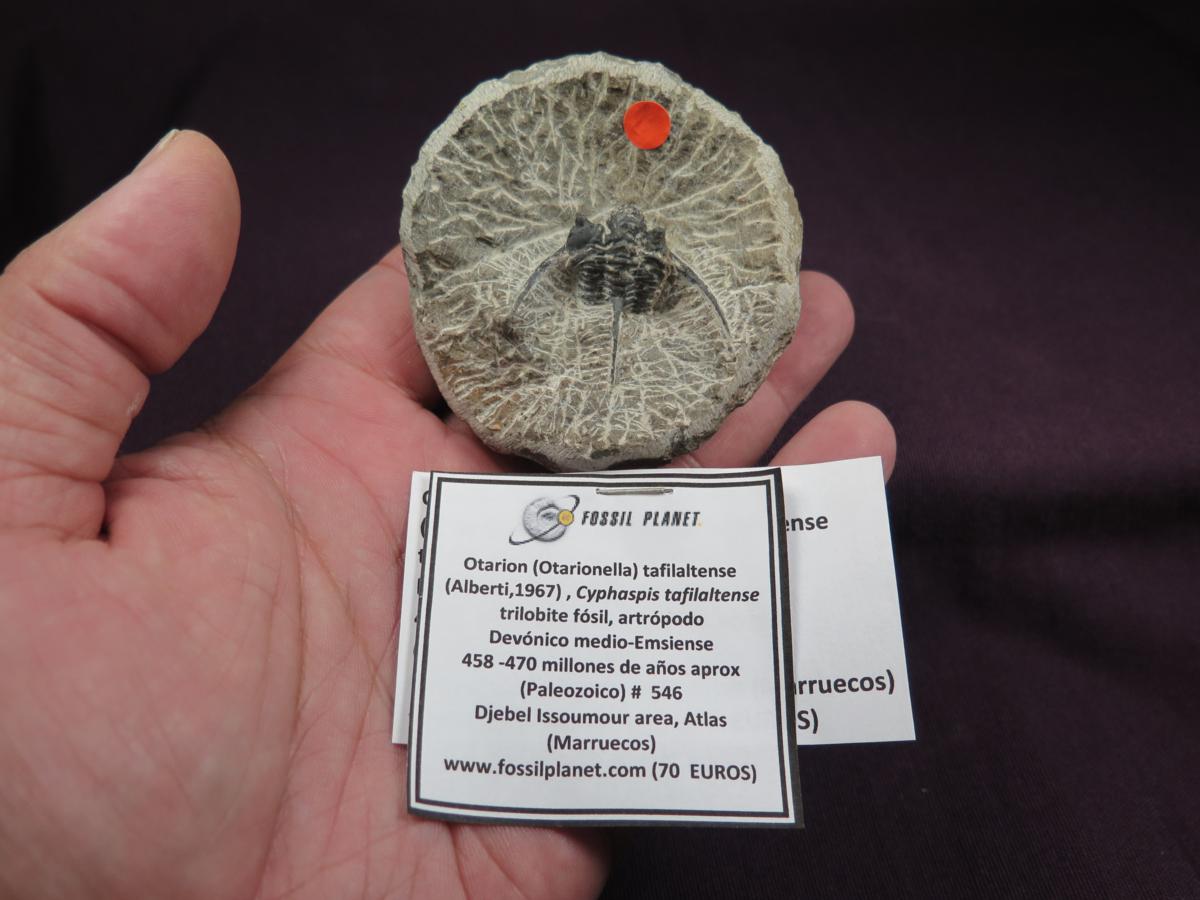 FOSSIL PLANET
Otarion (Otarionella) tafilaltense
(Alberti,1967) , Cyphaspis tafilaltense
trilobite fósil, artrópodo
Devónico medio-Emsiense
458 -470 millones de años aprox
(Paleozoico) # 546
Djebel Issoumour area, Atlas
(Marruecos)
www.fossilplanet.com (70 EUROS)
ense
rruecos)
S)